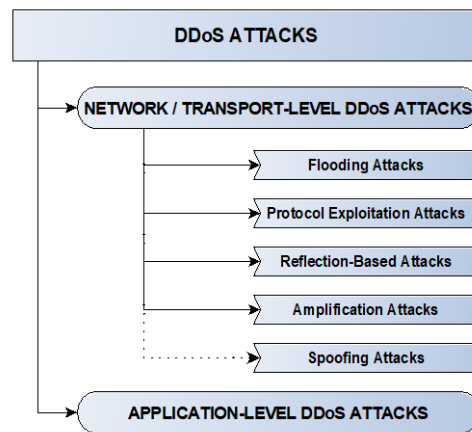 DDoS ATTACKS
NETWORK / TRANSPORT-LEVEL DDoS ATTACKS
Flooding Attacks
Protocol Exploitation Attacks
Reflection-Based Attacks
Amplification Attacks
Spoofing Attacks
APPLICATION-LEVEL DDoS ATTACKS